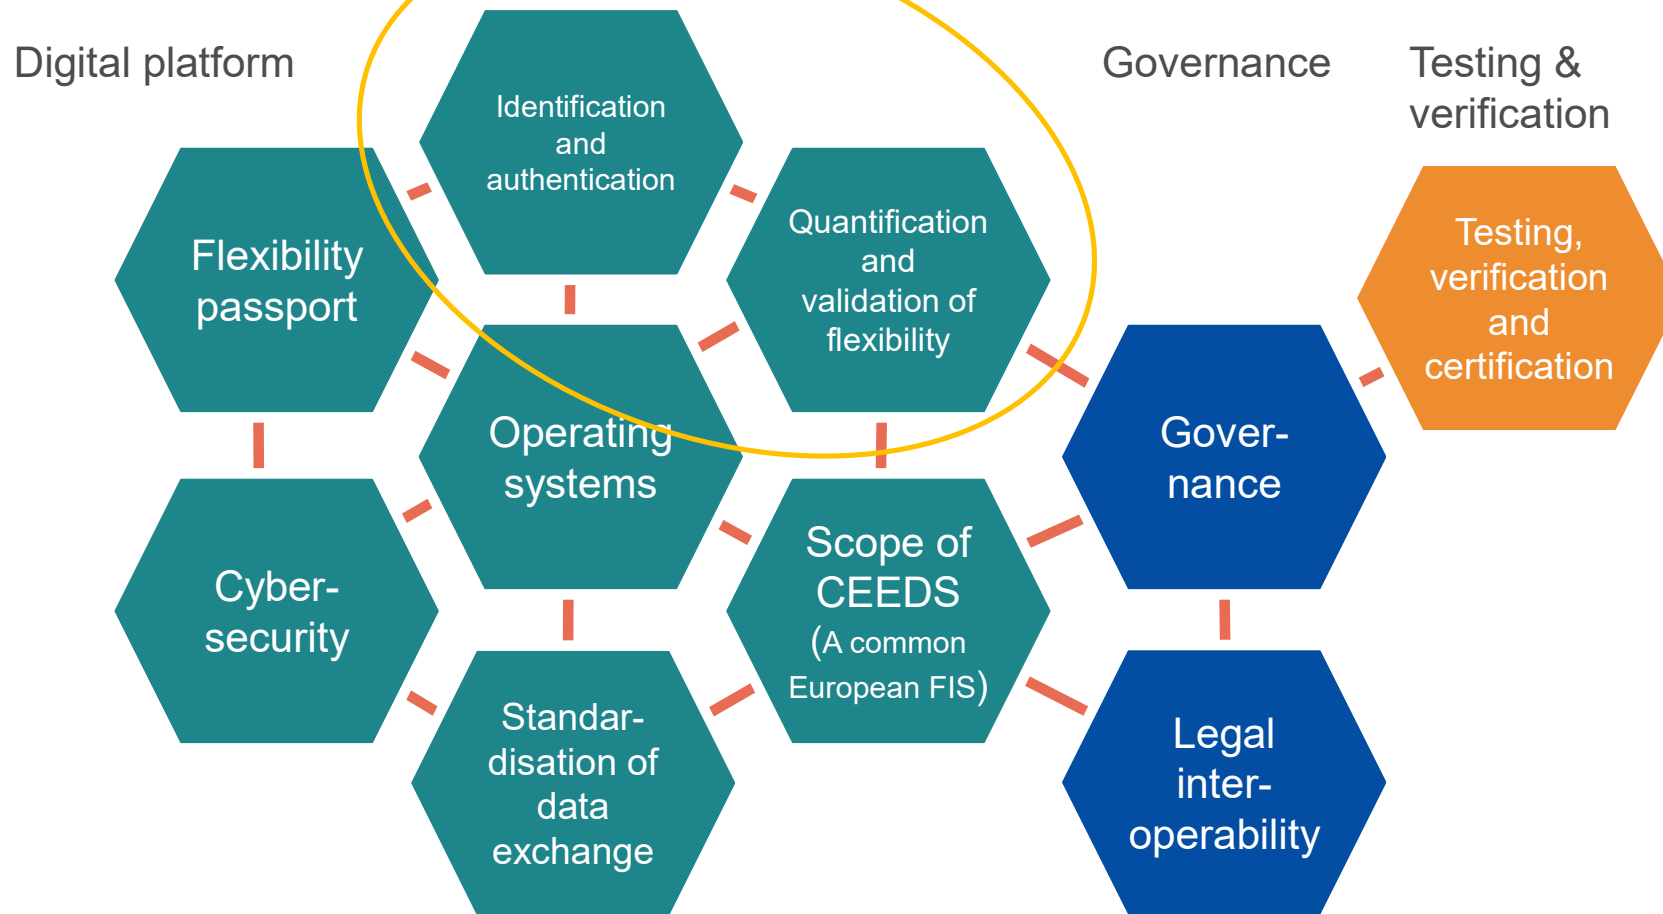 Digital platform
Governance
Testing &
verification
Identification
and
authentication
Flexibility
passport
Quantification
and
validation of
flexibility
Testing,
verification
and
certification
Operating
systems
Gover-
nance
Cyber-
security
Scope of
CEEDS
(A common
European FIS)
Standar-
disation of
data
exchange
Legal
inter-
operability